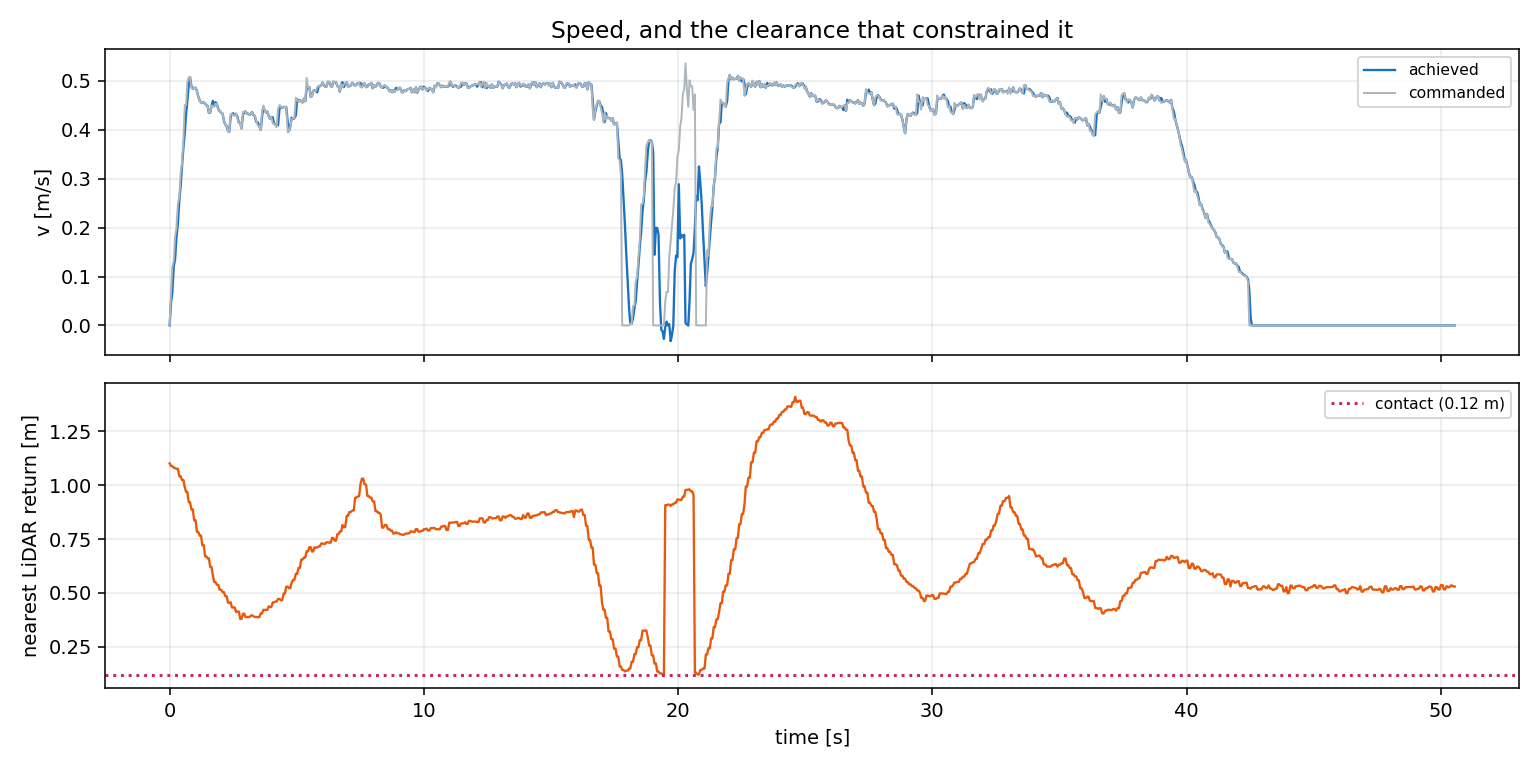 Speed, and the clearance that constrained it
achieved
commanded
v [m/s]
0.5
0.4
0.3
0.2
0.1
0.0
contact (0.12 m)
nearest LiDAR return [m]
1.25
1.00
0.75
0.50
0.25
0 10 20 30 40 50
time [s]